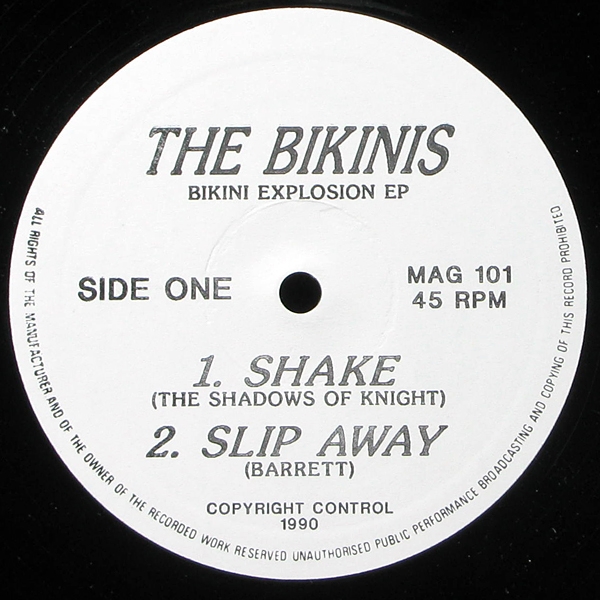 THE BIKINIS
BIKINI EXPLOSION EP
SIDE ONE
MAG 101
45 RPM
1. SHAKE
(THE SHADOWS OF KNIGHT)
2. SLIP AWAY
(BARRETT)
COPYRIGHT CONTROL
1990
ALL RIGHTS OF THE MANUFACTURER AND OF THE OWNER OF THE RECORDED WORK RESERVED UNAUTHORISED PUBLIC PERFORMANCE BROADCASTING AND COPYING OF THIS RECORD PROHIBITED